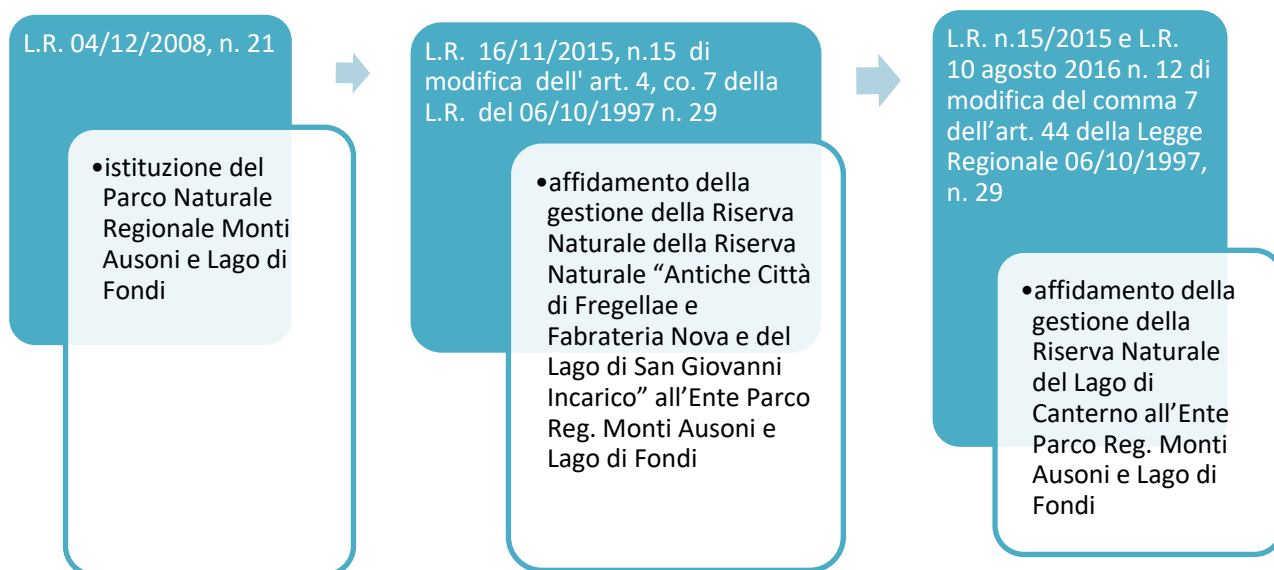 L.R. 04/12/2008, n. 21
•istituzione del
Parco Naturale
Regionale Monti
Ausoni e Lago di
Fondi
L.R. 16/11/2015, n.15 di
modifica dell' art. 4, co. 7 della
L.R. del 06/10/1997 n. 29
•affidamento della
gestione della Riserva
Naturale della Riserva
Naturale “Antiche Città
di Fregellae e
Fabrateria Nova e del
Lago di San Giovanni
Incarico” all’Ente Parco
Reg. Monti Ausoni e
Lago di Fondi
L.R. n.15/2015 e L.R.
10 agosto 2016 n. 12 di
modifica del comma 7
dell’art. 44 della Legge
Regionale 06/10/1997,
n. 29
•affidamento della
gestione della
Riserva Naturale
del Lago di
Canterno all’Ente
Parco Reg. Monti
Ausoni e Lago di
Fondi